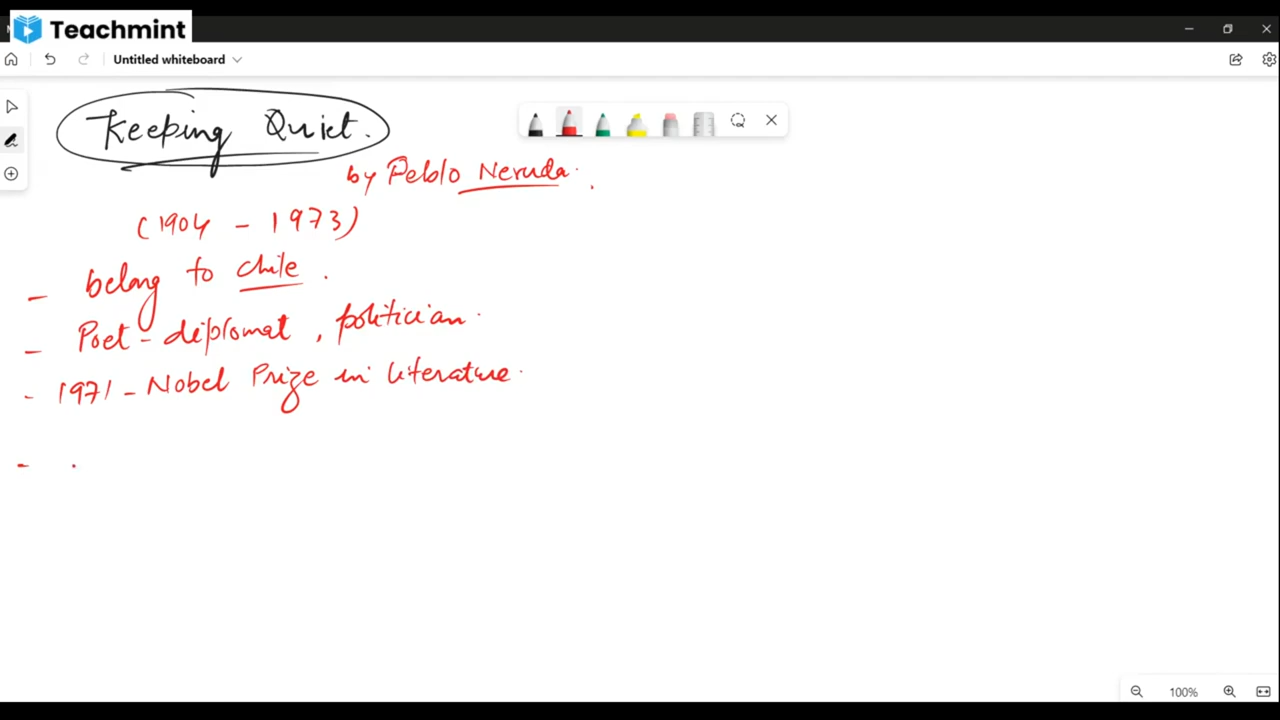 Teachmint
Untitled whiteboard
Keeping Quiet.
by Peblo Neruda.
(1904 - 1973)
- belong to Chile.
- Poet - diplomat, politician.
- 1971 - Nobel Prize in literature.
-
100%